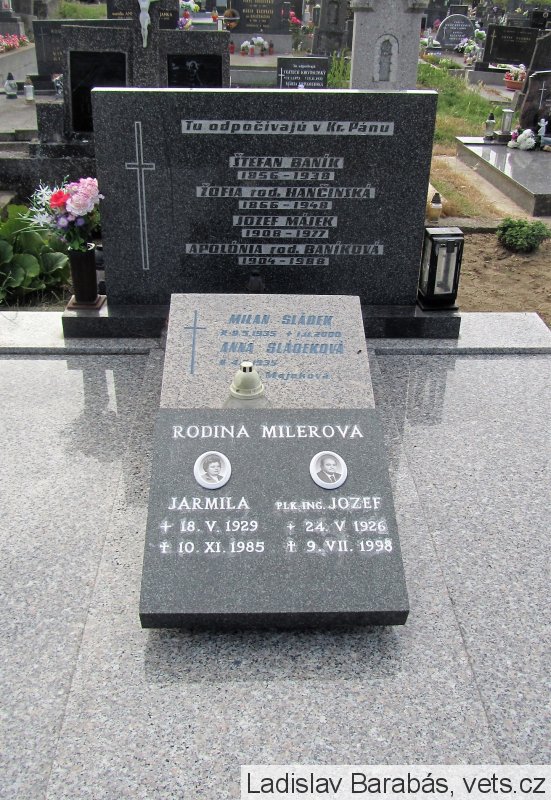 Tu odpočívajú v Kr. Pánu
ŠTEFAN BANÍK
1856-1938
ŽOFIA rod. HANČINSKÁ
1866-1948
JOZEF MÁJEK
1908-1977
APOLÓNIA rod. BANÍKOVÁ
1904-1988
MILAN SLÁDEK
ANNA SLÁDEKOVÁ
Majeková
RODINA MILEROVA
JARMILA
18. V. 1929
10. XI. 1985
PLK. ING. JOZEF
24. V 1926
9. VII. 1998
Ladislav Barabás, vets.cz